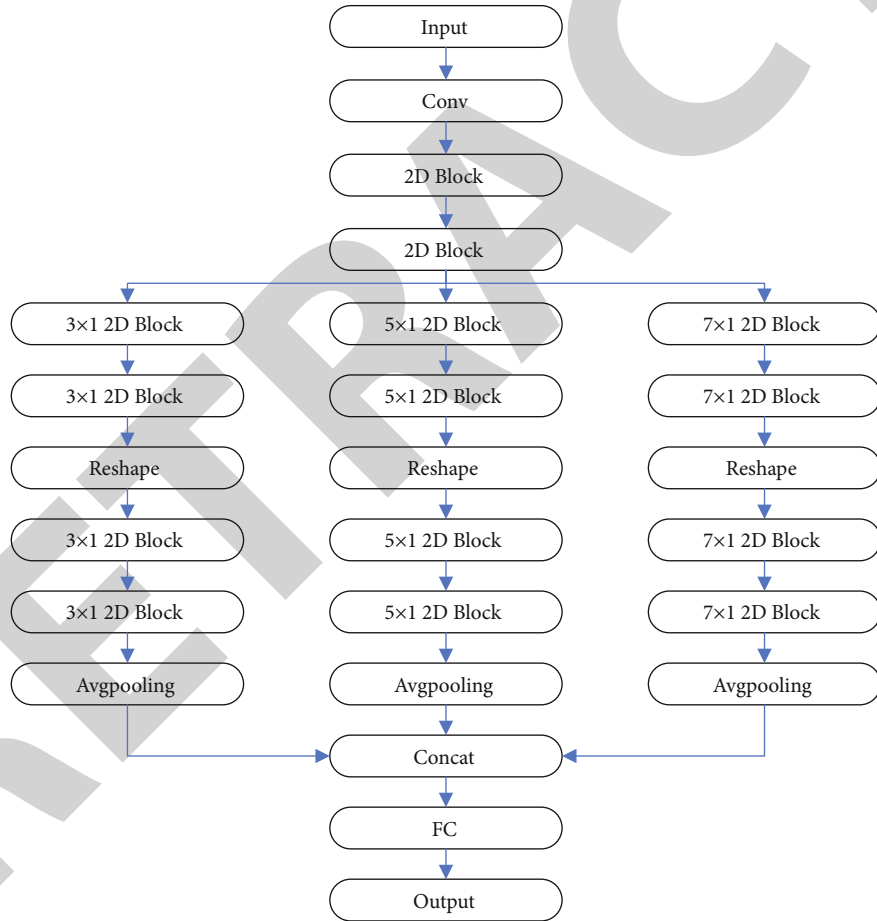 Input
Conv
2D Block
2D Block
3×1 2D Block
5×1 2D Block
7×1 2D Block
3×1 2D Block
5×1 2D Block
7×1 2D Block
Reshape
Reshape
Reshape
3×1 2D Block
5×1 2D Block
7×1 2D Block
3×1 2D Block
5×1 2D Block
7×1 2D Block
Avgpooling
Avgpooling
Avgpooling
Concat
FC
Output
RETRACT